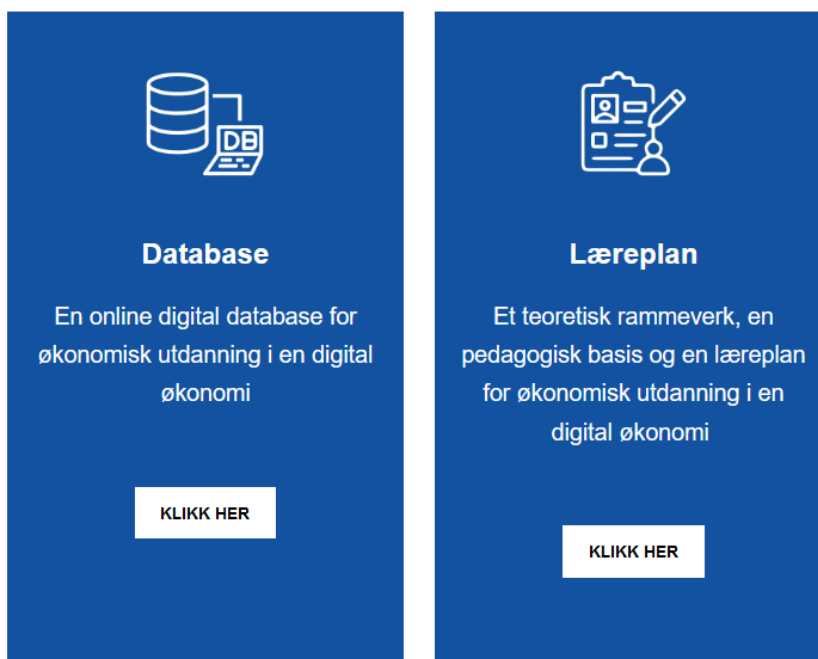 DB
Database
En online digital database for
økonomisk utdanning i en digital
økonomi
KLIKK HER
Læreplan
Et teoretisk rammeverk, en
pedagogisk basis og en læreplan
for økonomisk utdanning i en
digital økonomi
KLIKK HER